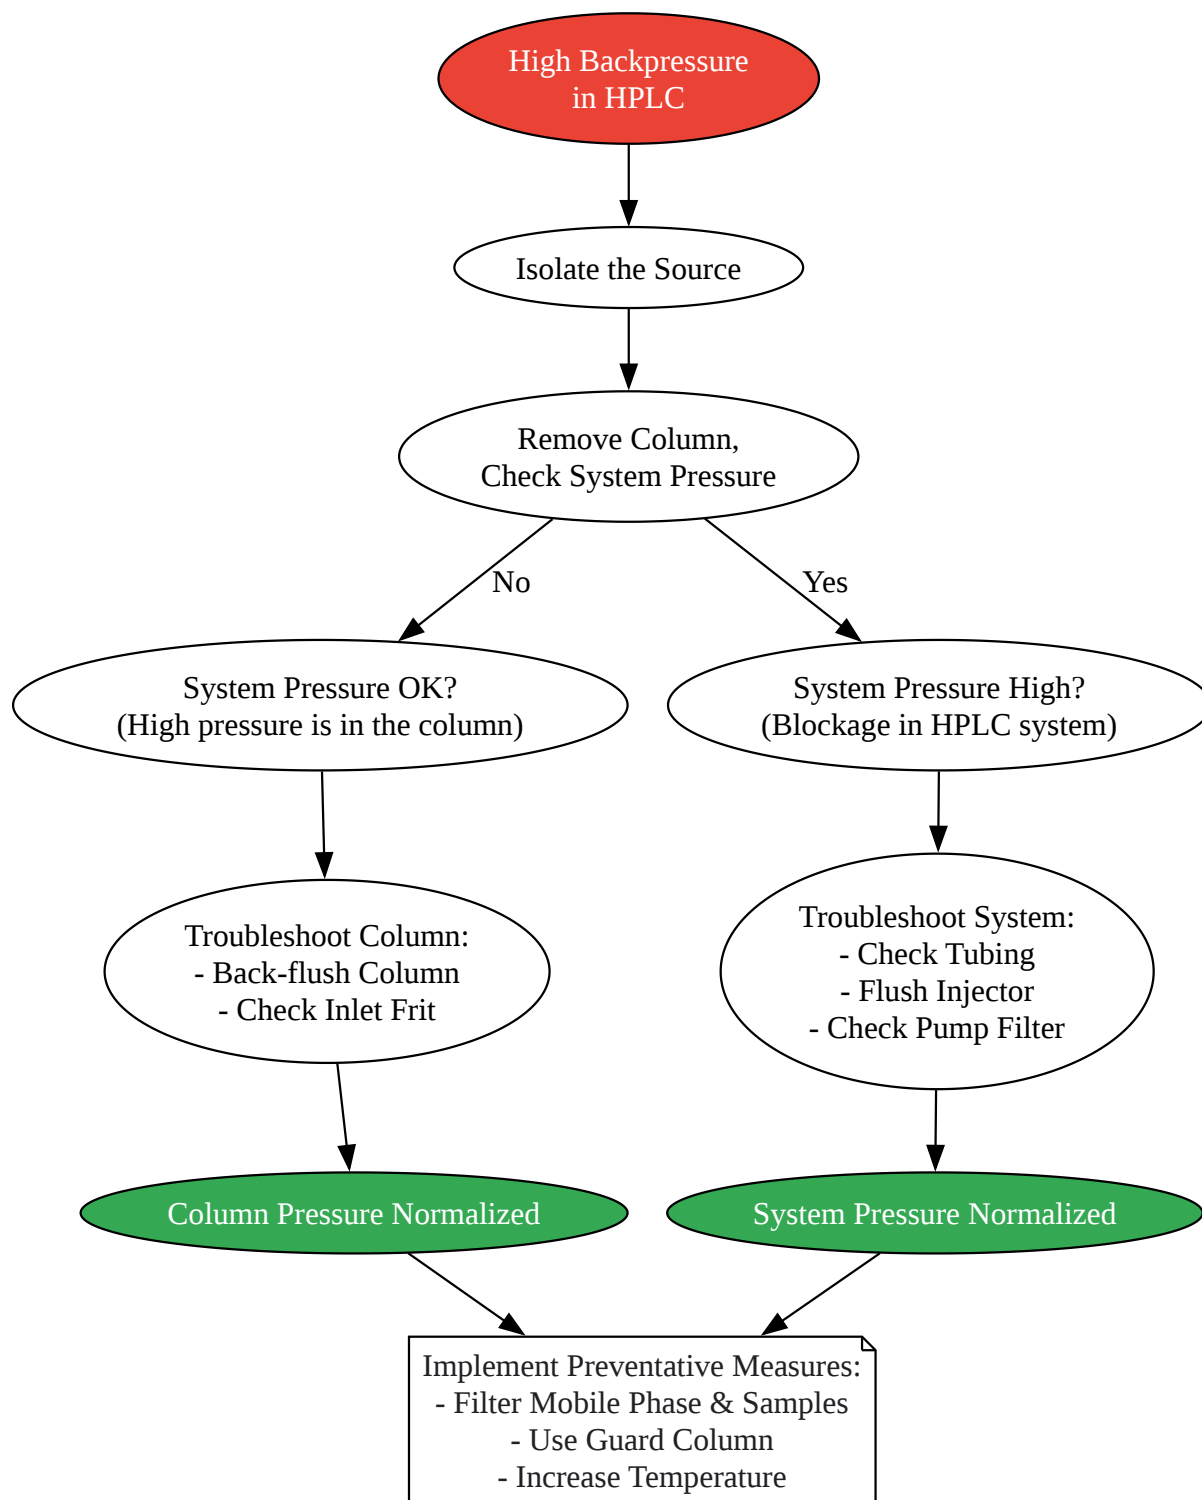 High Backpressure
in HPLC
Isolate the Source
Remove Column,
Check System Pressure
No
Yes
System Pressure OK?
(High pressure is in the column)
System Pressure High?
(Blockage in HPLC system)
Troubleshoot Column:
- Back-flush Column
- Check Inlet Frit
Troubleshoot System:
- Check Tubing
- Flush Injector
- Check Pump Filter
Column Pressure Normalized
System Pressure Normalized
Implement Preventative Measures:
- Filter Mobile Phase & Samples
- Use Guard Column
- Increase Temperature